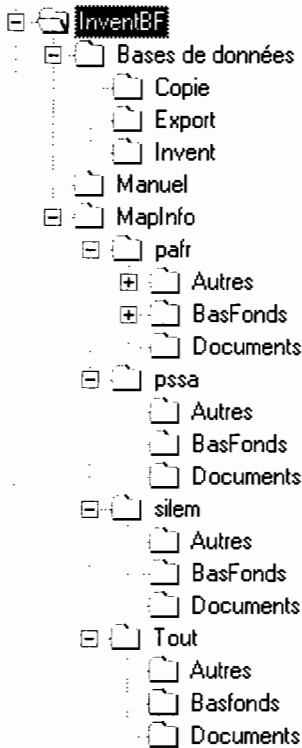 InventBF
Bases de données
Copie
Export
Invent
Manuel
MapInfo
pafr
Autres
BasFonds
Documents
pssa
Autres
BasFonds
Documents
silem
Autres
BasFonds
Documents
Tout
Autres
Basfonds
Documents